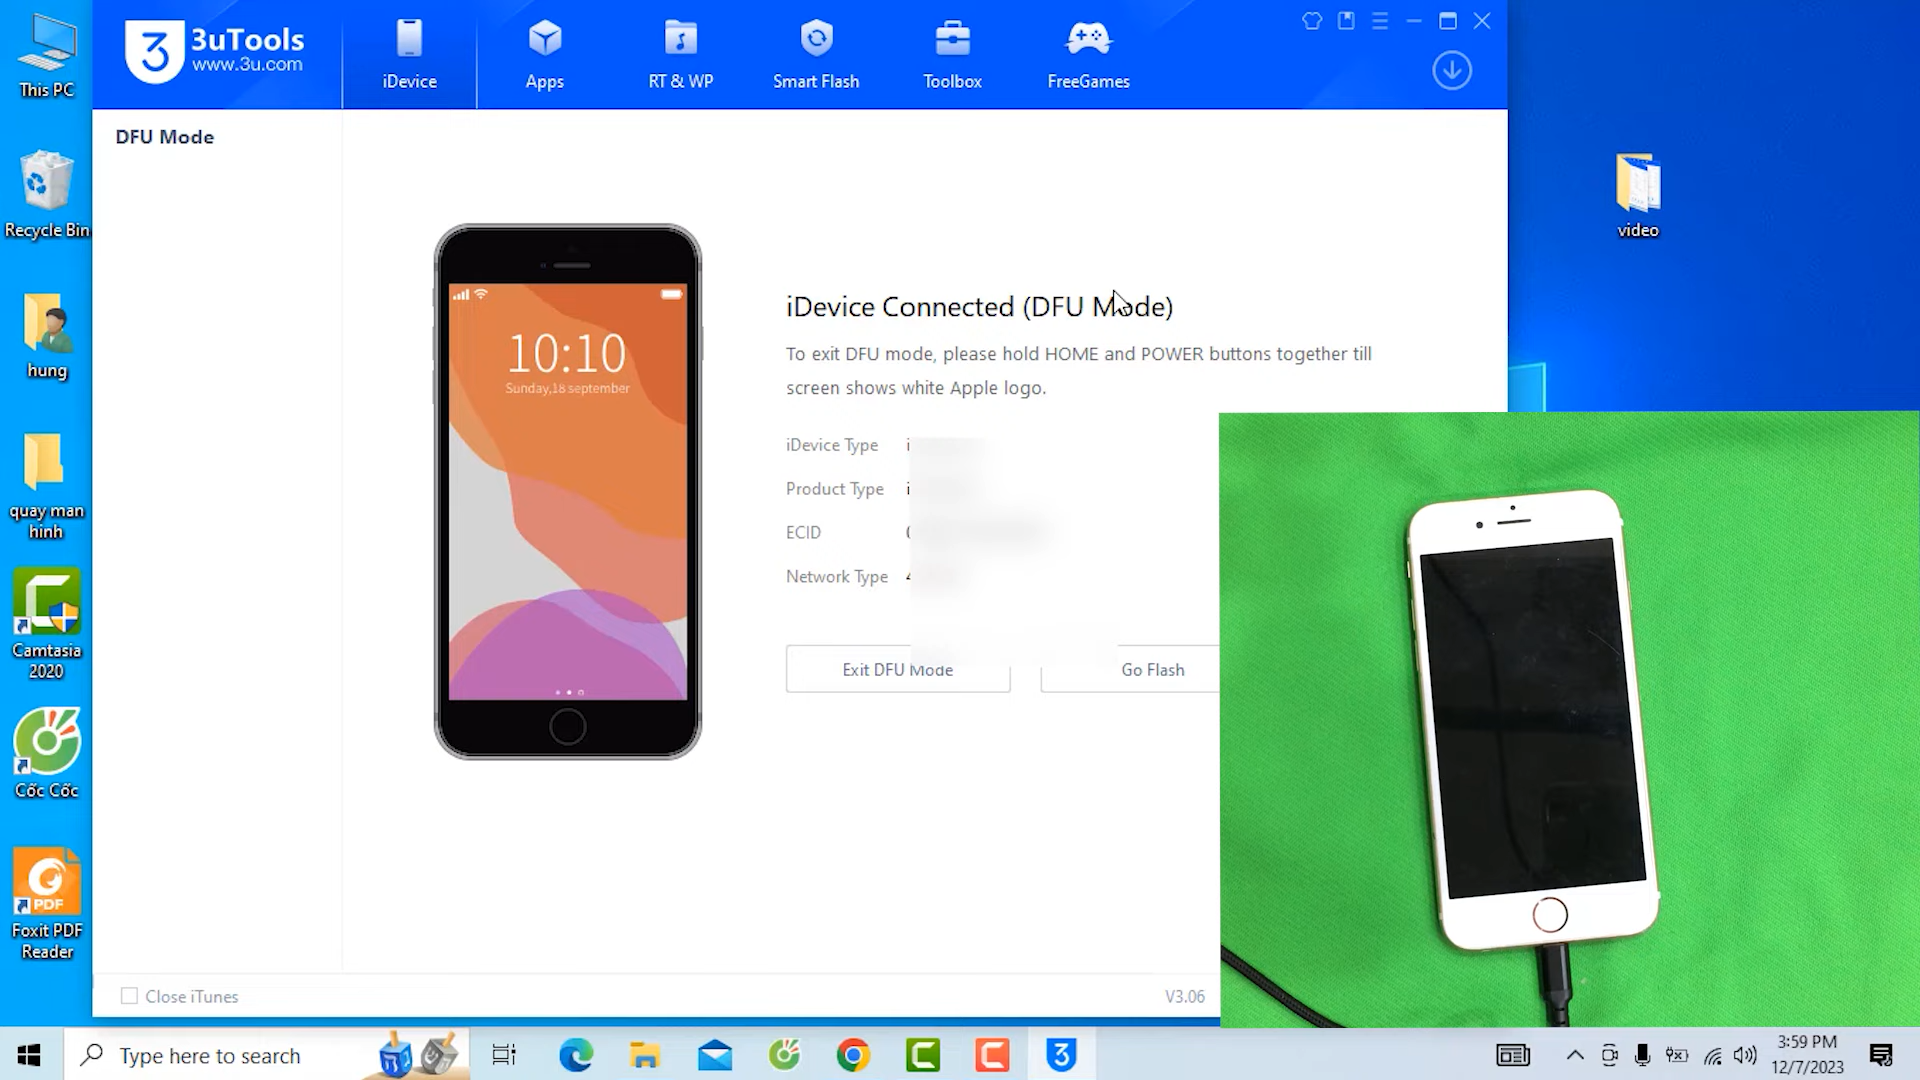 This PC
Recycle Bin
hung
quay man
hinh
Camtasia
2020
Cốc Cốc
PDF
Foxit PDF
Reader
3
3uTools
www.3u.com
iDevice
Apps
RT & WP
Smart Flash
Toolbox
FreeGames
DFU Mode
10:10
Sunday,18 september
iDevice Connected (DFU Mode)
To exit DFU mode, please hold HOME and POWER buttons together till
screen shows white Apple logo.
iDevice Type
Product Type
ECID
Network Type
Exit DFU Mode
Go Flash
Close iTunes
V3.06
video
Type here to search
3
3:59 PM
12/7/2023